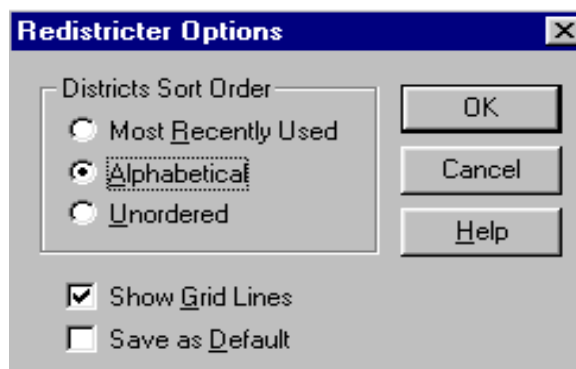 Redistricter Options
Districts Sort Order
Most Recently Used
Alphabetical
Unordered
OK
Cancel
Help
Show Grid Lines
Save as Default